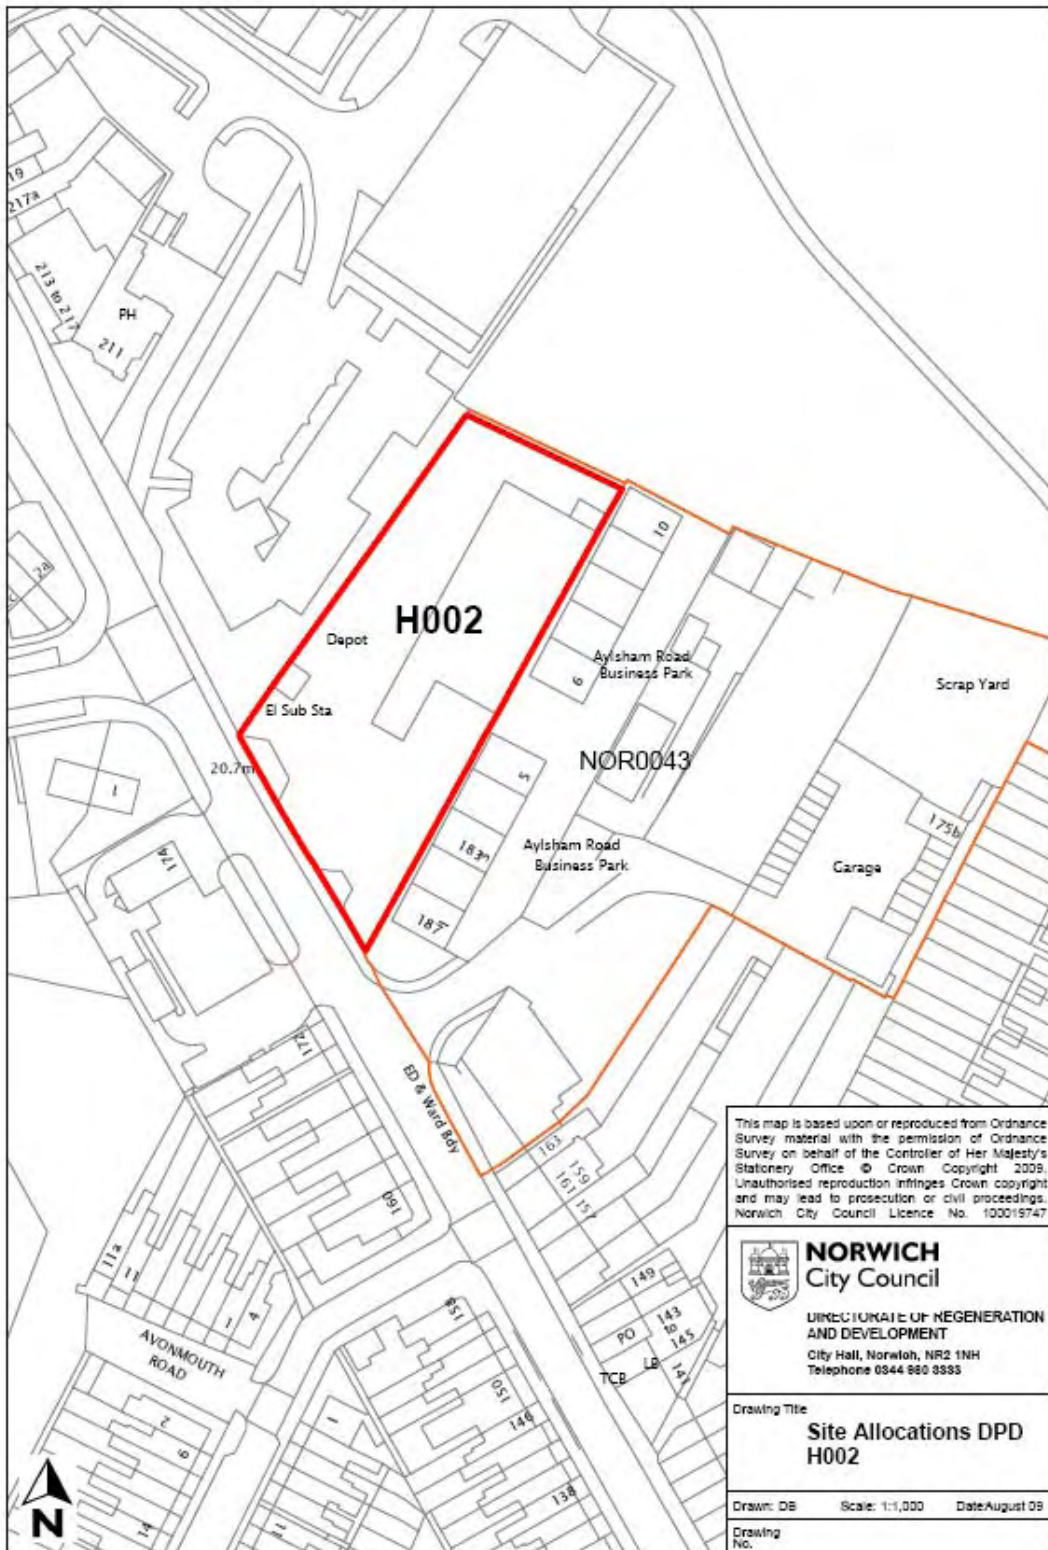 19
217a
213 to 217
PH
211
2a
10
H002
Depot
Aylsham Road
Business Park
6
El Sub Sta
Scrap Yard
20.7m
NOR0043
1
5
175b
174
183
Aylsham Road
Business Park
Garage
187
172
ED & Ward Bdy
163
159
161
157
160
11a
11
1
4
149
158
143
to
145
PO
LB
141
TCB
AVONMOUTH
ROAD
150
146
138
2
6
1
14
11
N
This map is based upon or reproduced from Ordnance
Survey material with the permission of Ordnance
Survey on behalf of the Controller of Her Majesty's
Stationery Office © Crown Copyright 2009.
Unauthorised reproduction infringes Crown copyright
and may lead to prosecution or civil proceedings.
Norwich City Council Licence No. 100019747
NORWICH
City Council
DIRECTORATE OF REGENERATION
AND DEVELOPMENT
City Hall, Norwich, NR2 1NH
Telephone 0344 980 3333
Drawing Title
Site Allocations DPD
H002
Drawn: DB Scale: 1:1,000 Date August 09
Drawing
No.